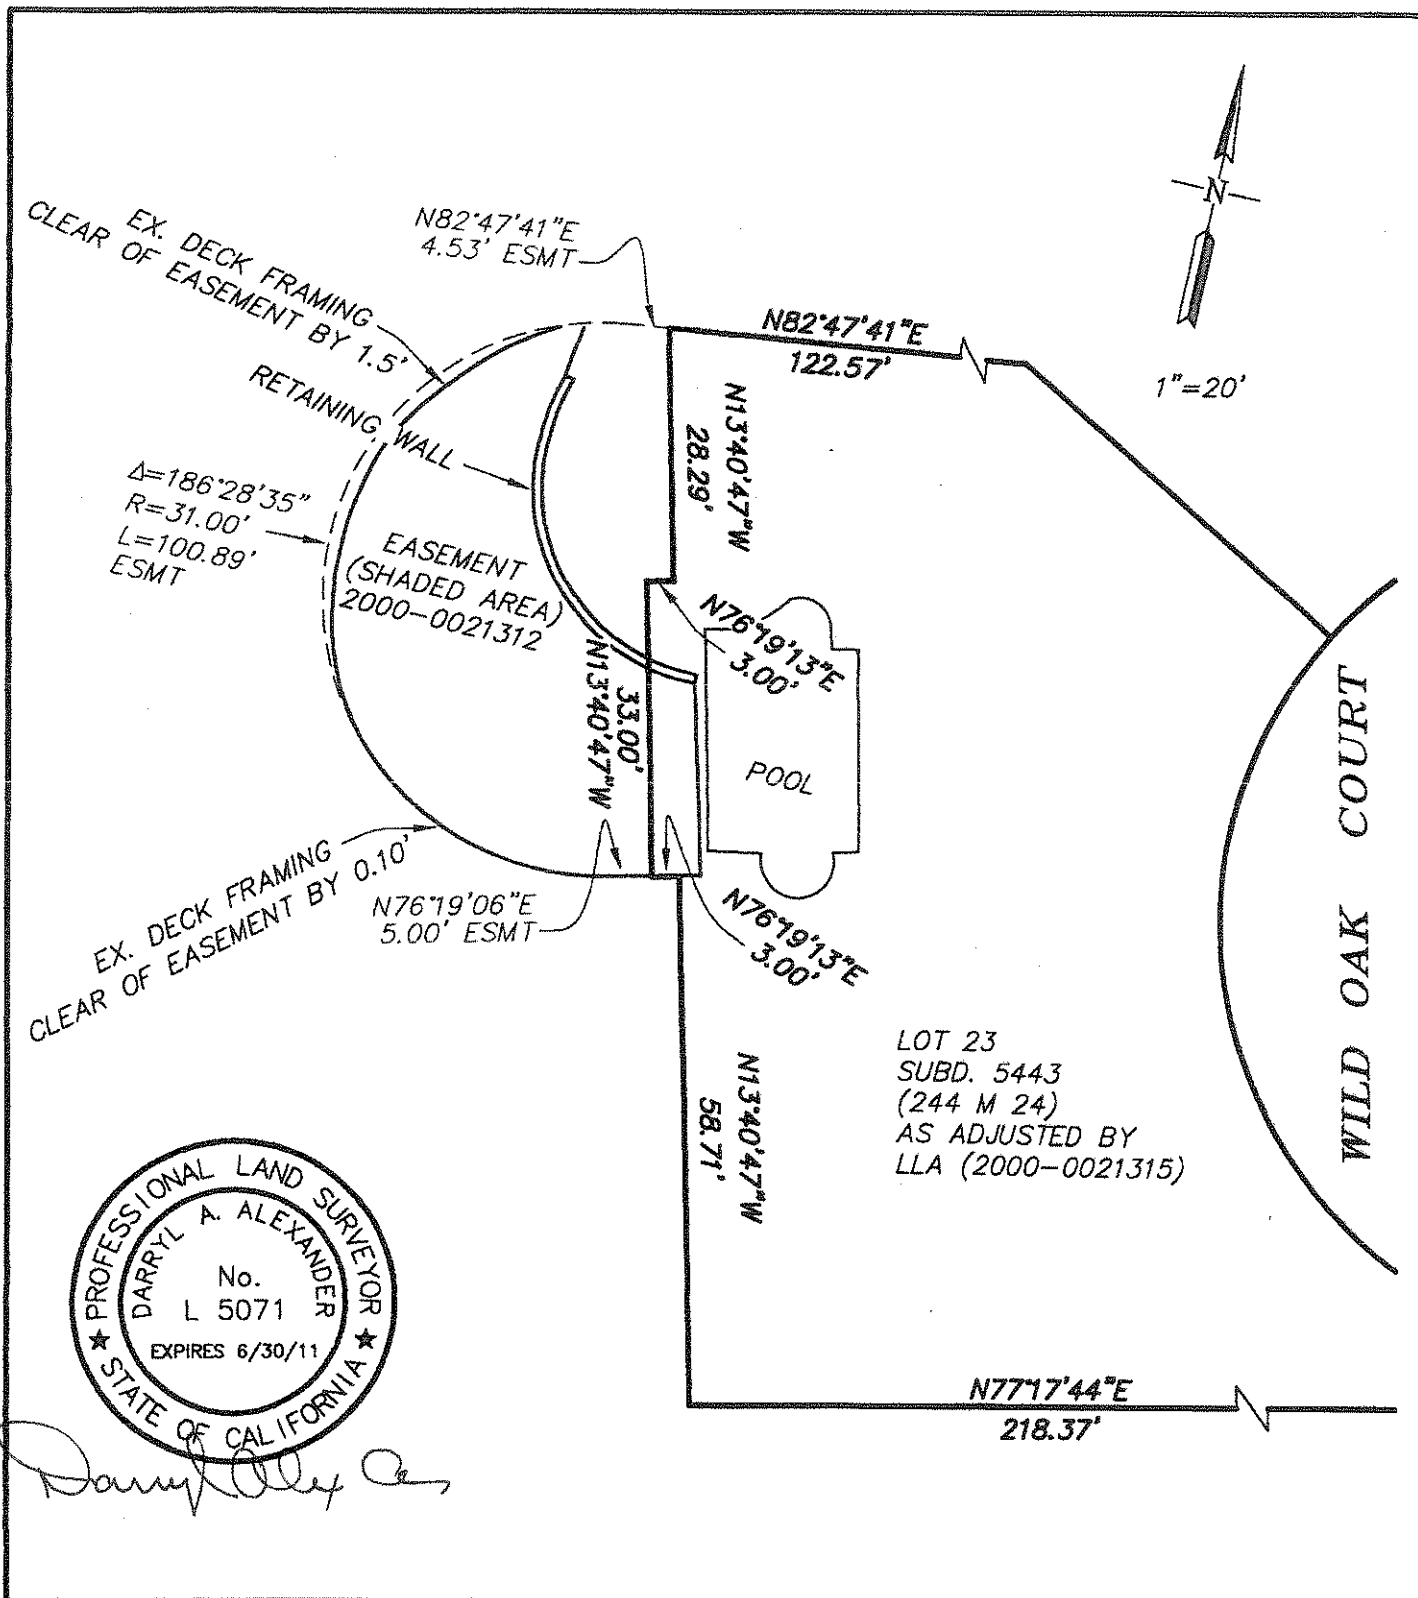 N
1"=20'
EX. DECK FRAMING
CLEAR OF EASEMENT BY 1.5'
N82°47'41"E
4.53' ESMT
N82°47'41"E
122.57'
RETAINING WALL
N13°40'47"W
28.29'
Δ=186°28'35"
R=31.00'
L=100.89'
ESMT
EASEMENT
(SHADED AREA)
2000-0021312
N76°19'13"E
3.00'
33.00'
N13°40'47"W
POOL
WILD OAK COURT
EX. DECK FRAMING
CLEAR OF EASEMENT BY 0.10'
N76°19'06"E
5.00' ESMT
N76°19'13"E
3.00'
LOT 23
SUBD. 5443
(244 M 24)
AS ADJUSTED BY
LLA (2000-0021315)
N13°40'47"W
58.71'
PROFESSIONAL LAND SURVEYOR
DARRYL A. ALEXANDER
No.
L 5071
EXPIRES 6/30/11
STATE OF CALIFORNIA
N77°17'44"E
218.37'